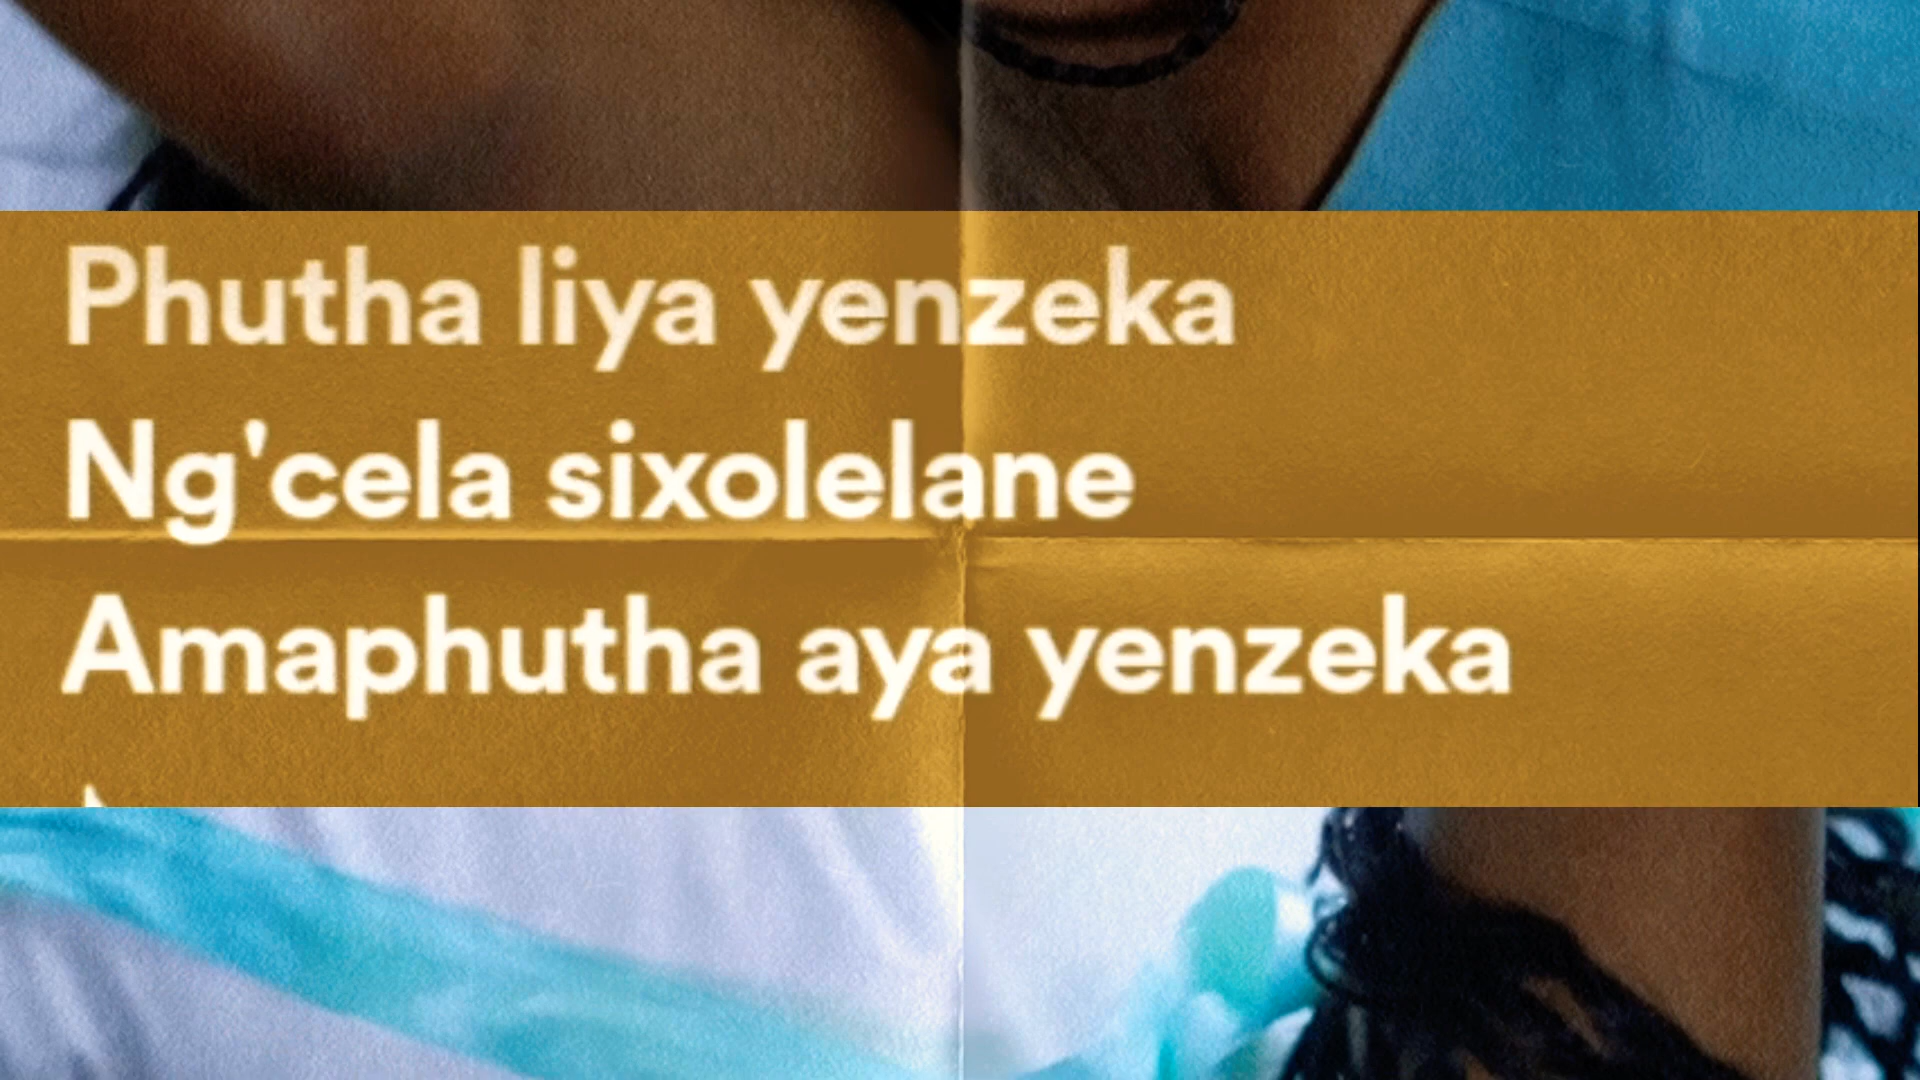 Phutha liya yenzeka
Ng'cela sixolelane
Amaphutha aya yenzeka